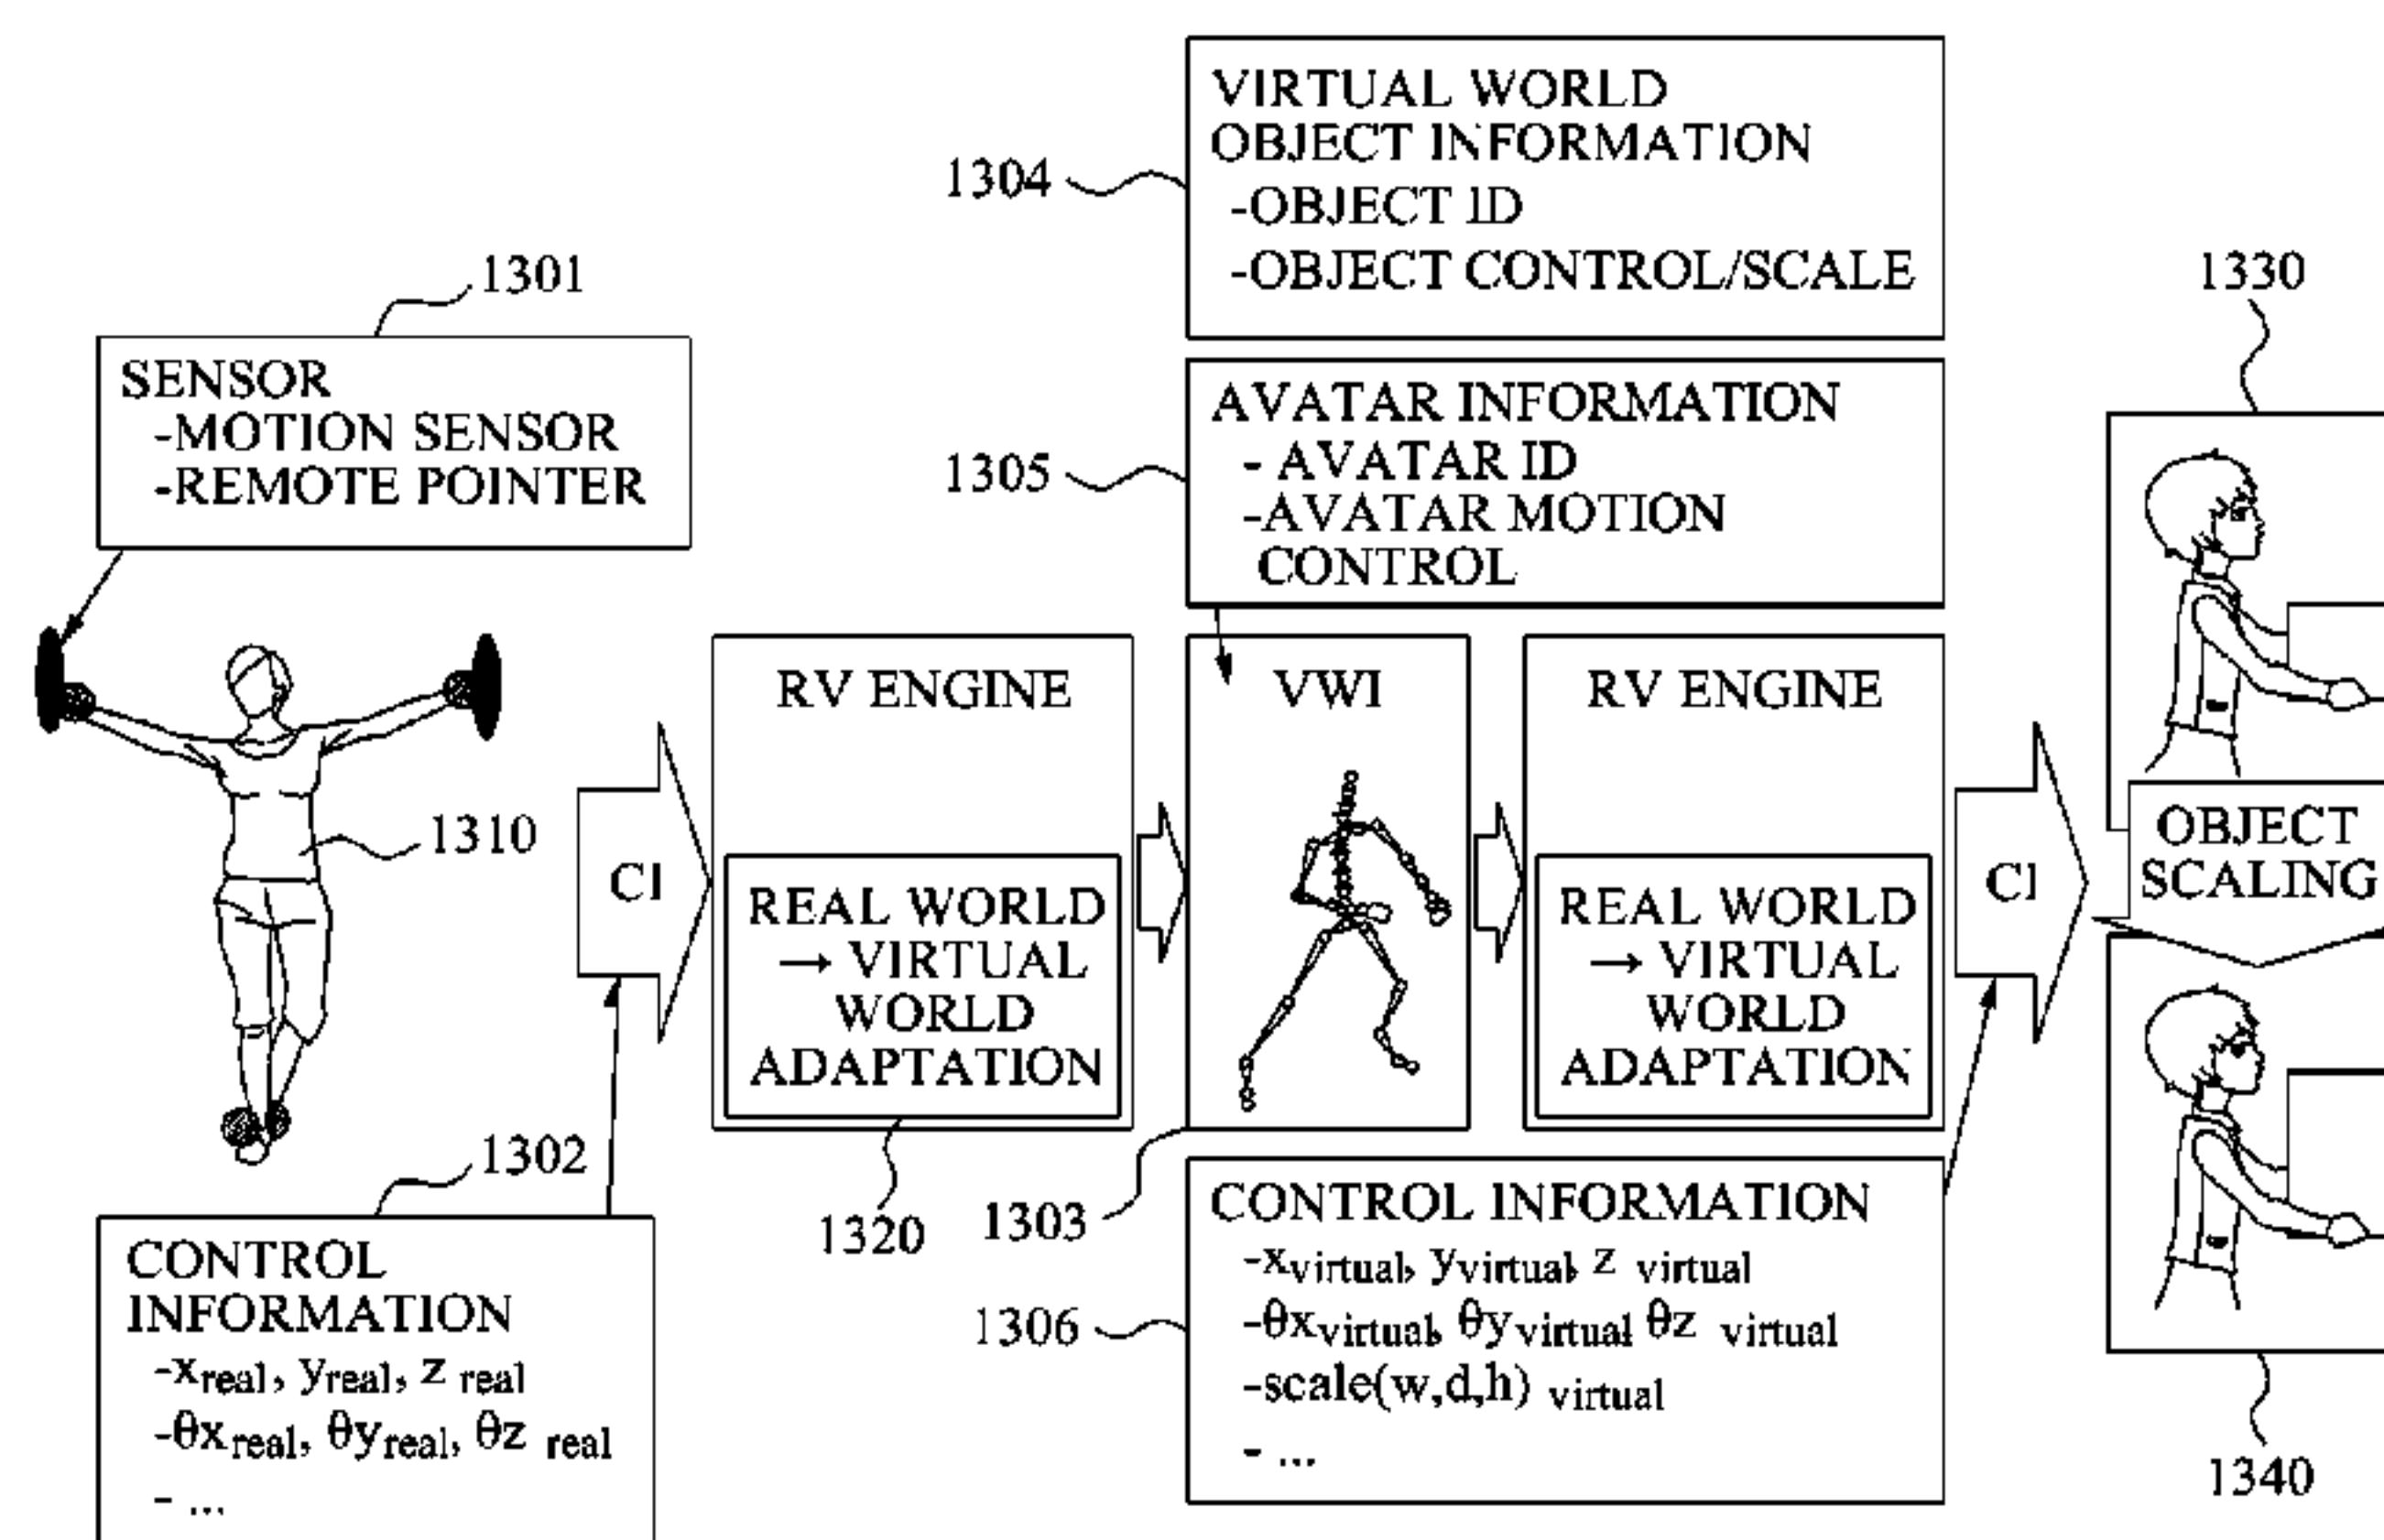 1304
VIRTUAL WORLD
OBJECT INFORMATION
-OBJECT ID
-OBJECT CONTROL/SCALE
1301
SENSOR
-MOTION SENSOR
-REMOTE POINTER
1305
AVATAR INFORMATION
- AVATAR ID
-AVATAR MOTION
CONTROL
1330
1310
CI
RV ENGINE
REAL WORLD
→ VIRTUAL
WORLD
ADAPTATION
1320
VWI
1303
RV ENGINE
REAL WORLD
→ VIRTUAL
WORLD
ADAPTATION
CI
OBJECT
SCALING
1302
CONTROL
INFORMATION
-xreal, yreal, z real
-θxreal, θyreal, θz real
- ...
1306
CONTROL INFORMATION
-xvirtual, yvirtual, z virtual
-θxvirtual, θyvirtual θz virtual
-scale(w,d,h) virtual
- ...
1340